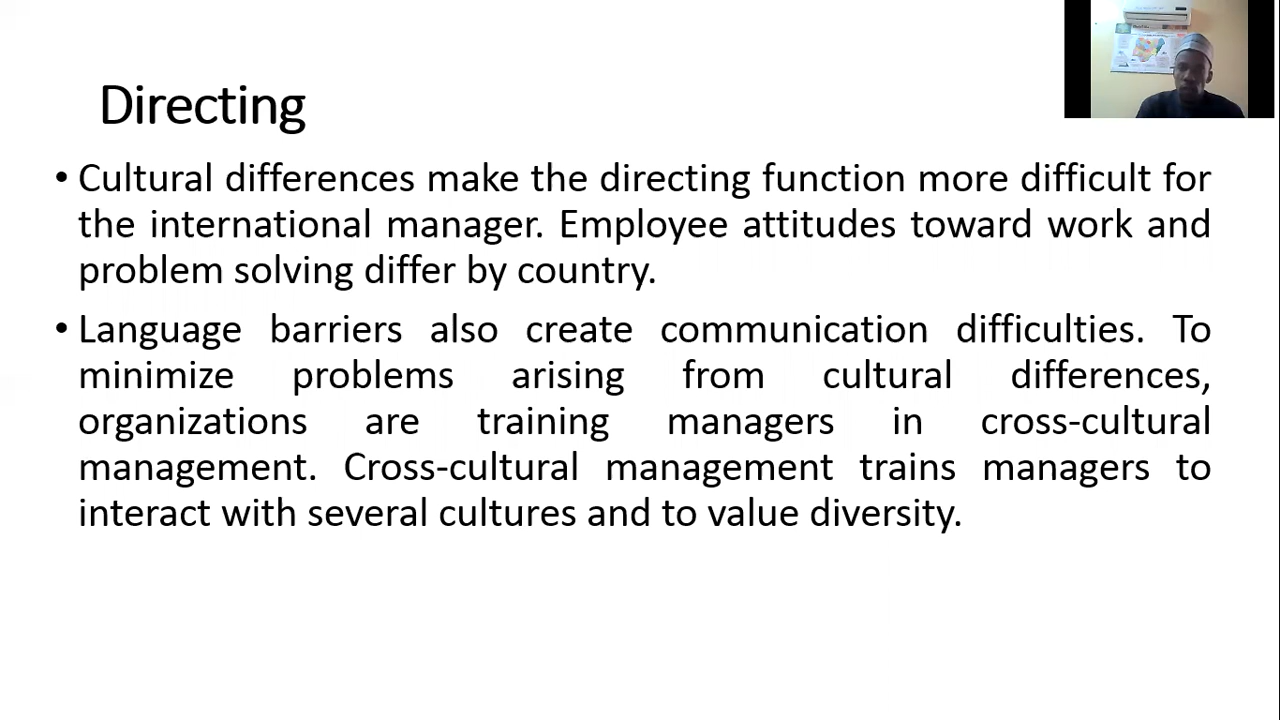 Directing
• Cultural differences make the directing function more difficult for
the international manager. Employee attitudes toward work and
problem solving differ by country.
• Language barriers also create communication difficulties. To
minimize problems arising from cultural differences,
organizations are training managers in cross-cultural
management. Cross-cultural management trains managers to
interact with several cultures and to value diversity.